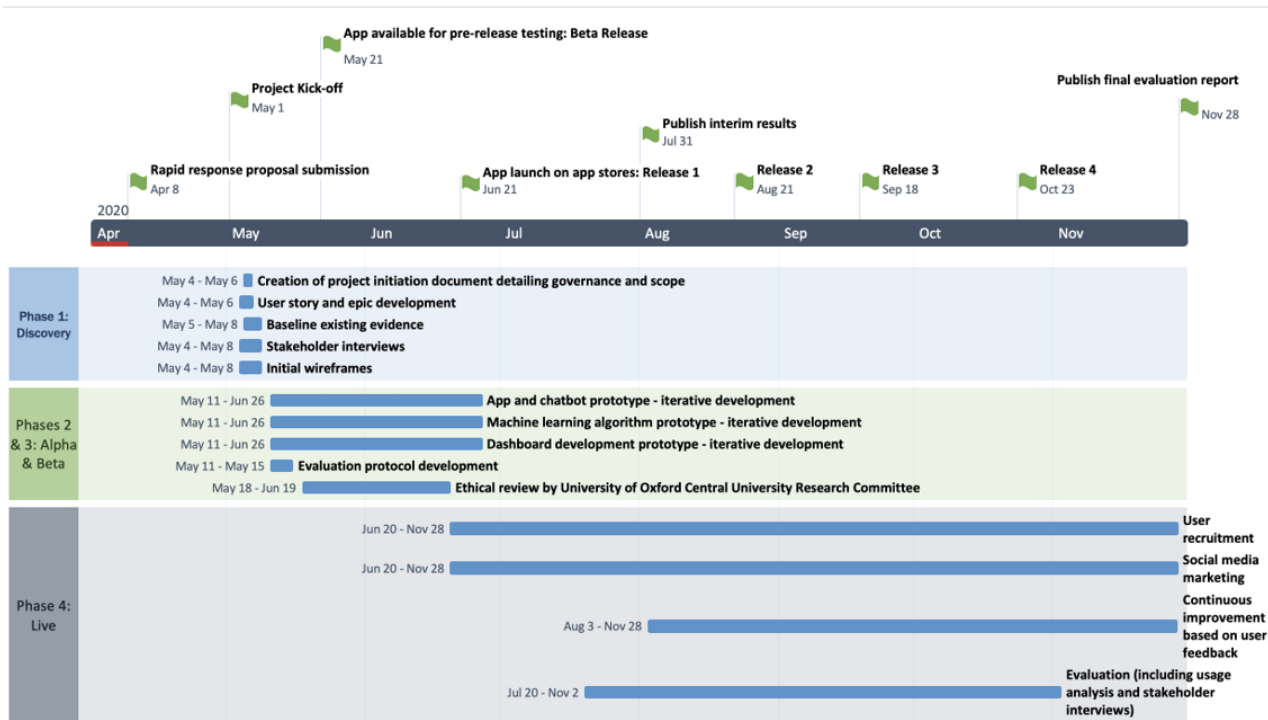 App available for pre-release testing: Beta Release
May 21
Project Kick-off
May 1
Publish final evaluation report
Nov 28
Publish interim results
Jul 31
Rapid response proposal submission
Apr 8
App launch on app stores: Release 1
Jun 21
Release 2
Aug 21
Release 3
Sep 18
Release 4
Oct 23
2020
Apr May Jun Jul Aug Sep Oct Nov
Phase 1:
Discovery
May 4 - May 6 Creation of project initiation document detailing governance and scope
May 4 - May 6 User story and epic development
May 5 - May 8 Baseline existing evidence
May 4 - May 8 Stakeholder interviews
May 4 - May 8 Initial wireframes
Phases 2
& 3: Alpha
& Beta
May 11 - Jun 26 App and chatbot prototype - iterative development
May 11 - Jun 26 Machine learning algorithm prototype - iterative development
May 11 - Jun 26 Dashboard development prototype - iterative development
May 11 - May 15 Evaluation protocol development
May 18 - Jun 19 Ethical review by University of Oxford Central University Research Committee
Phase 4:
Live
Jun 20 - Nov 28 User
recruitment
Jun 20 - Nov 28 Social media
marketing
Aug 3 - Nov 28 Continuous
improvement
based on user
feedback
Jul 20 - Nov 2 Evaluation (including usage
analysis and stakeholder
interviews)